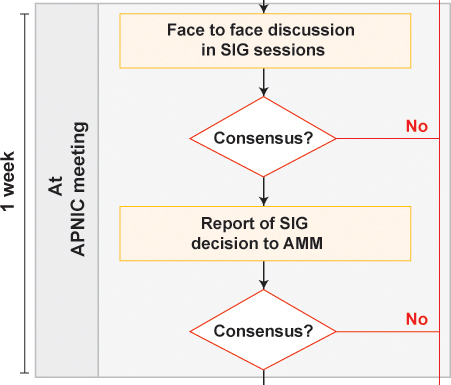 1 week
At
APNIC meeting
Face to face discussion
in SIG sessions
Consensus?
No
Report of SIG
decision to AMM
Consensus?
No